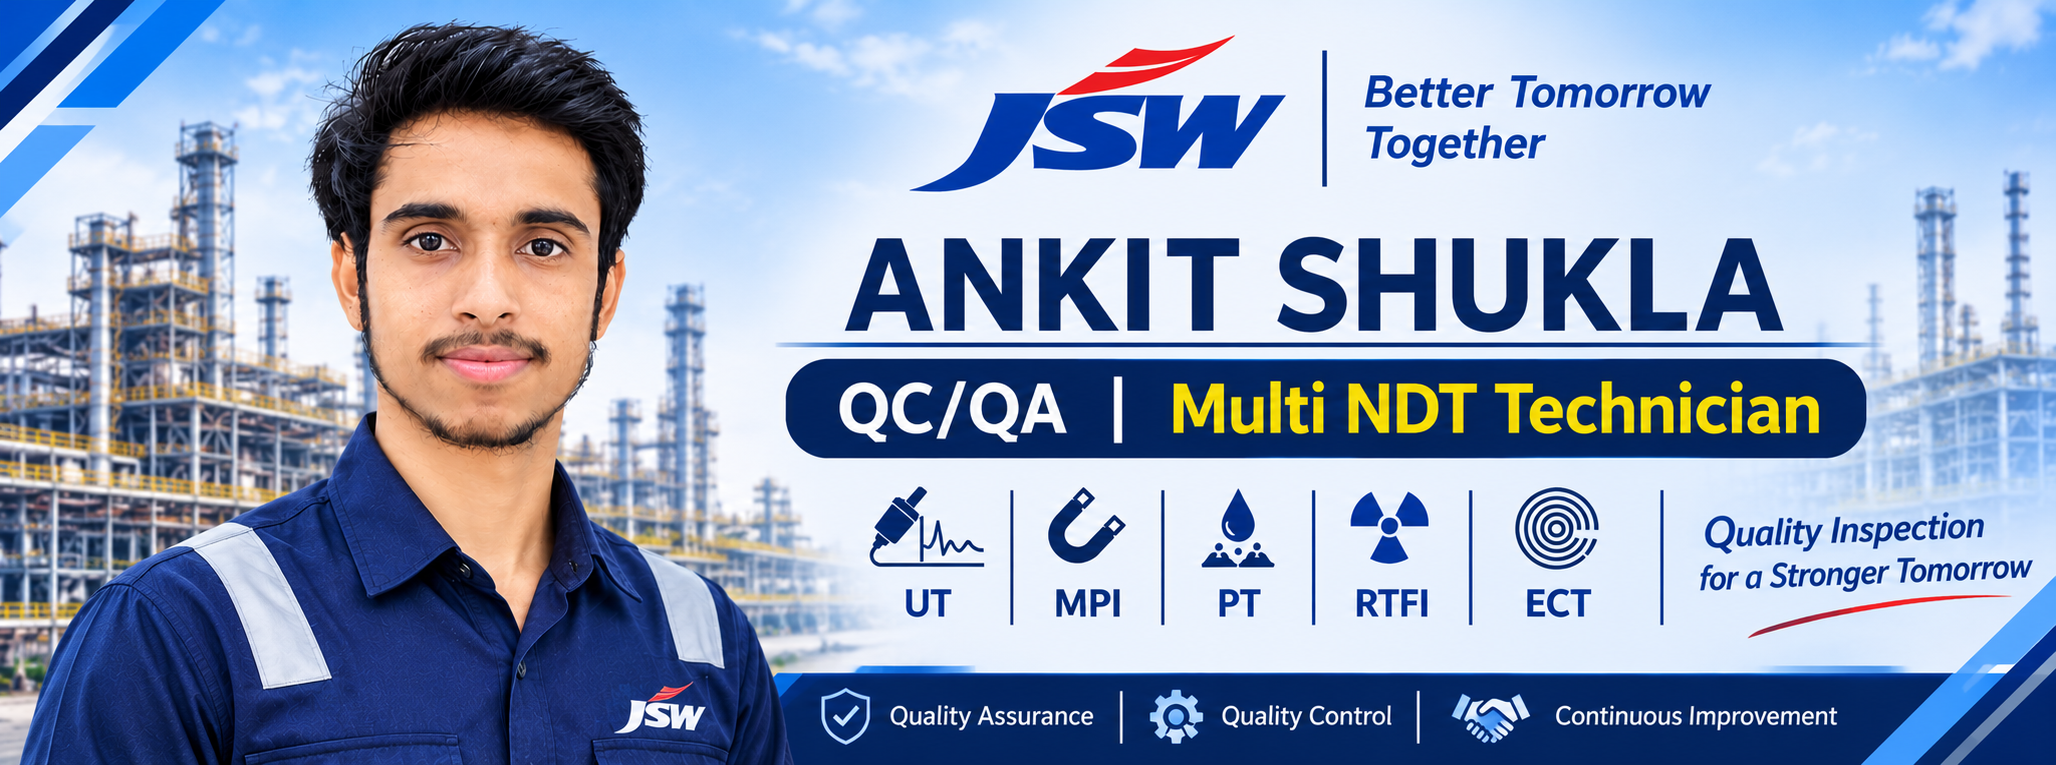 JSW
Better Tomorrow
Together
ANKIT SHUKLA
QC/QA | Multi NDT Technician
UT
MPI
PT
RTFI
ECT
Quality Inspection
for a Stronger Tomorrow
JSW
Quality Assurance
Quality Control
Continuous Improvement